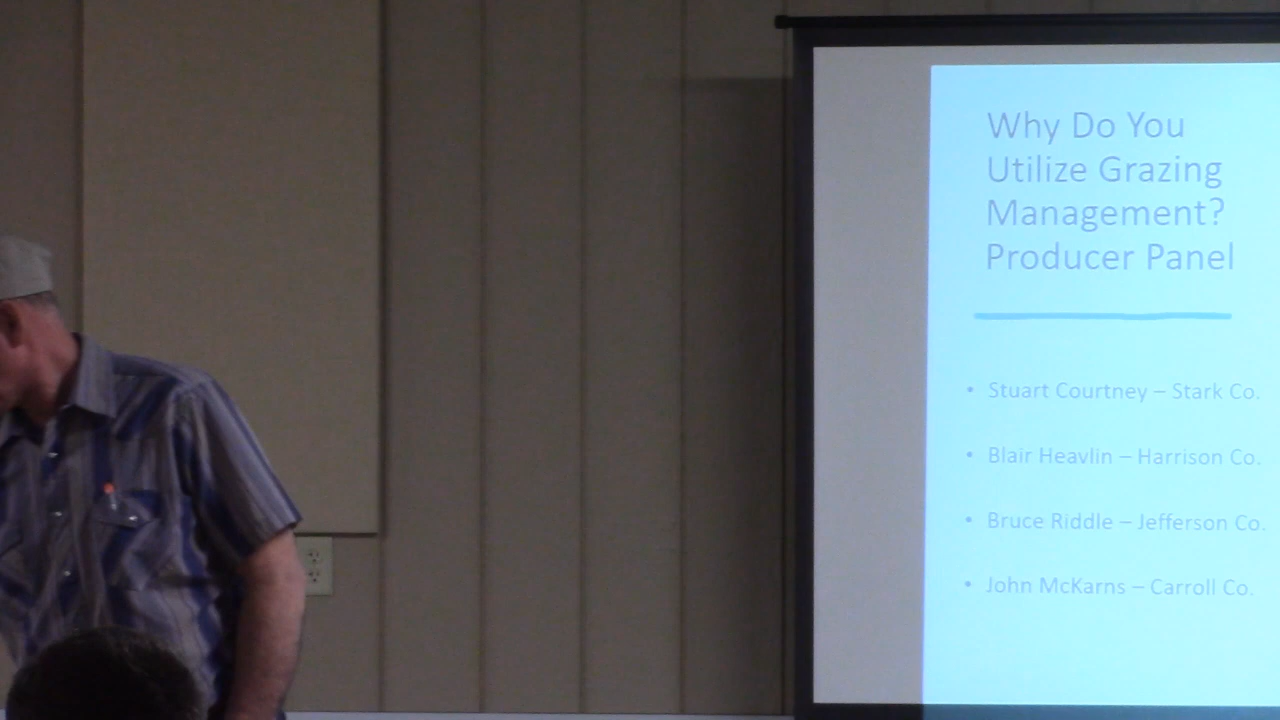 Why Do You
Utilize Grazing
Management?
Producer Panel
• Stuart Courtney – Stark Co.
• Blair Heavlin – Harrison Co.
• Bruce Riddle – Jefferson Co.
• John McKarns – Carroll Co.